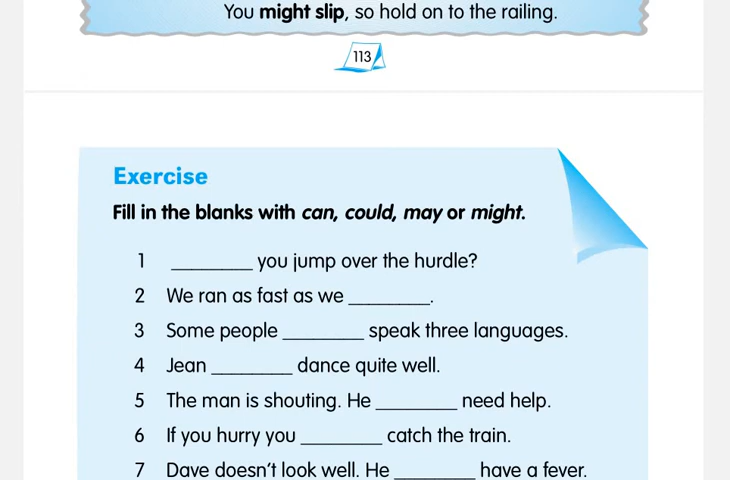 You might slip, so hold on to the railing.
113
Exercise
Fill in the blanks with can, could, may or might.
1 ________ you jump over the hurdle?
2 We ran as fast as we ________.
3 Some people ________ speak three languages.
4 Jean ________ dance quite well.
5 The man is shouting. He ________ need help.
6 If you hurry you ________ catch the train.
7 Dave doesn't look well. He ________ have a fever.